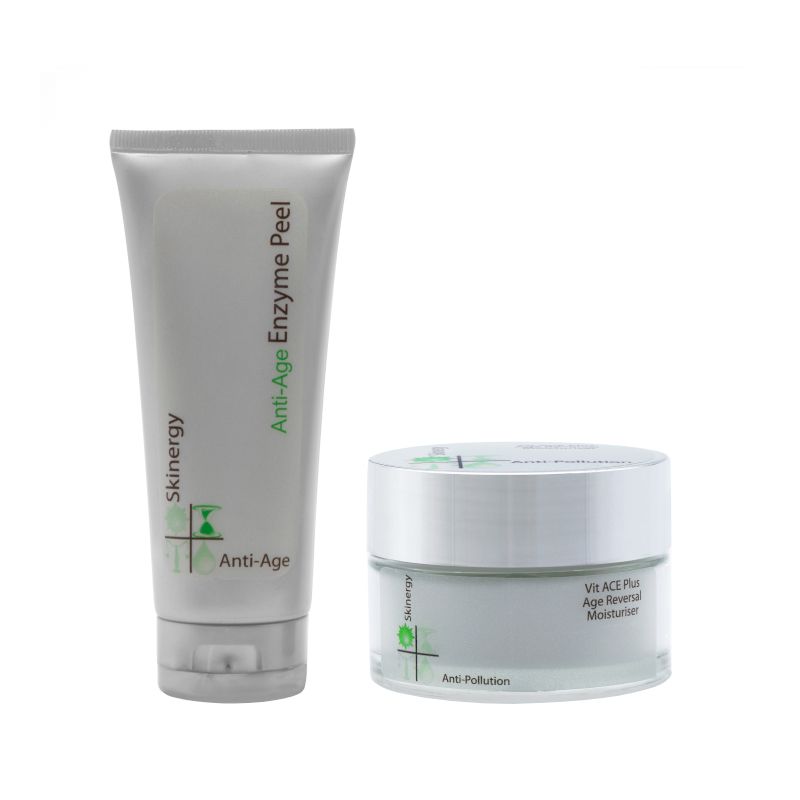 Anti-Age Enzyme Peel
Skinergy
Anti-Age
Anti-Pollution
Skinergy
Vit ACE Plus
Age Reversal
Moisturiser
Anti-Pollution